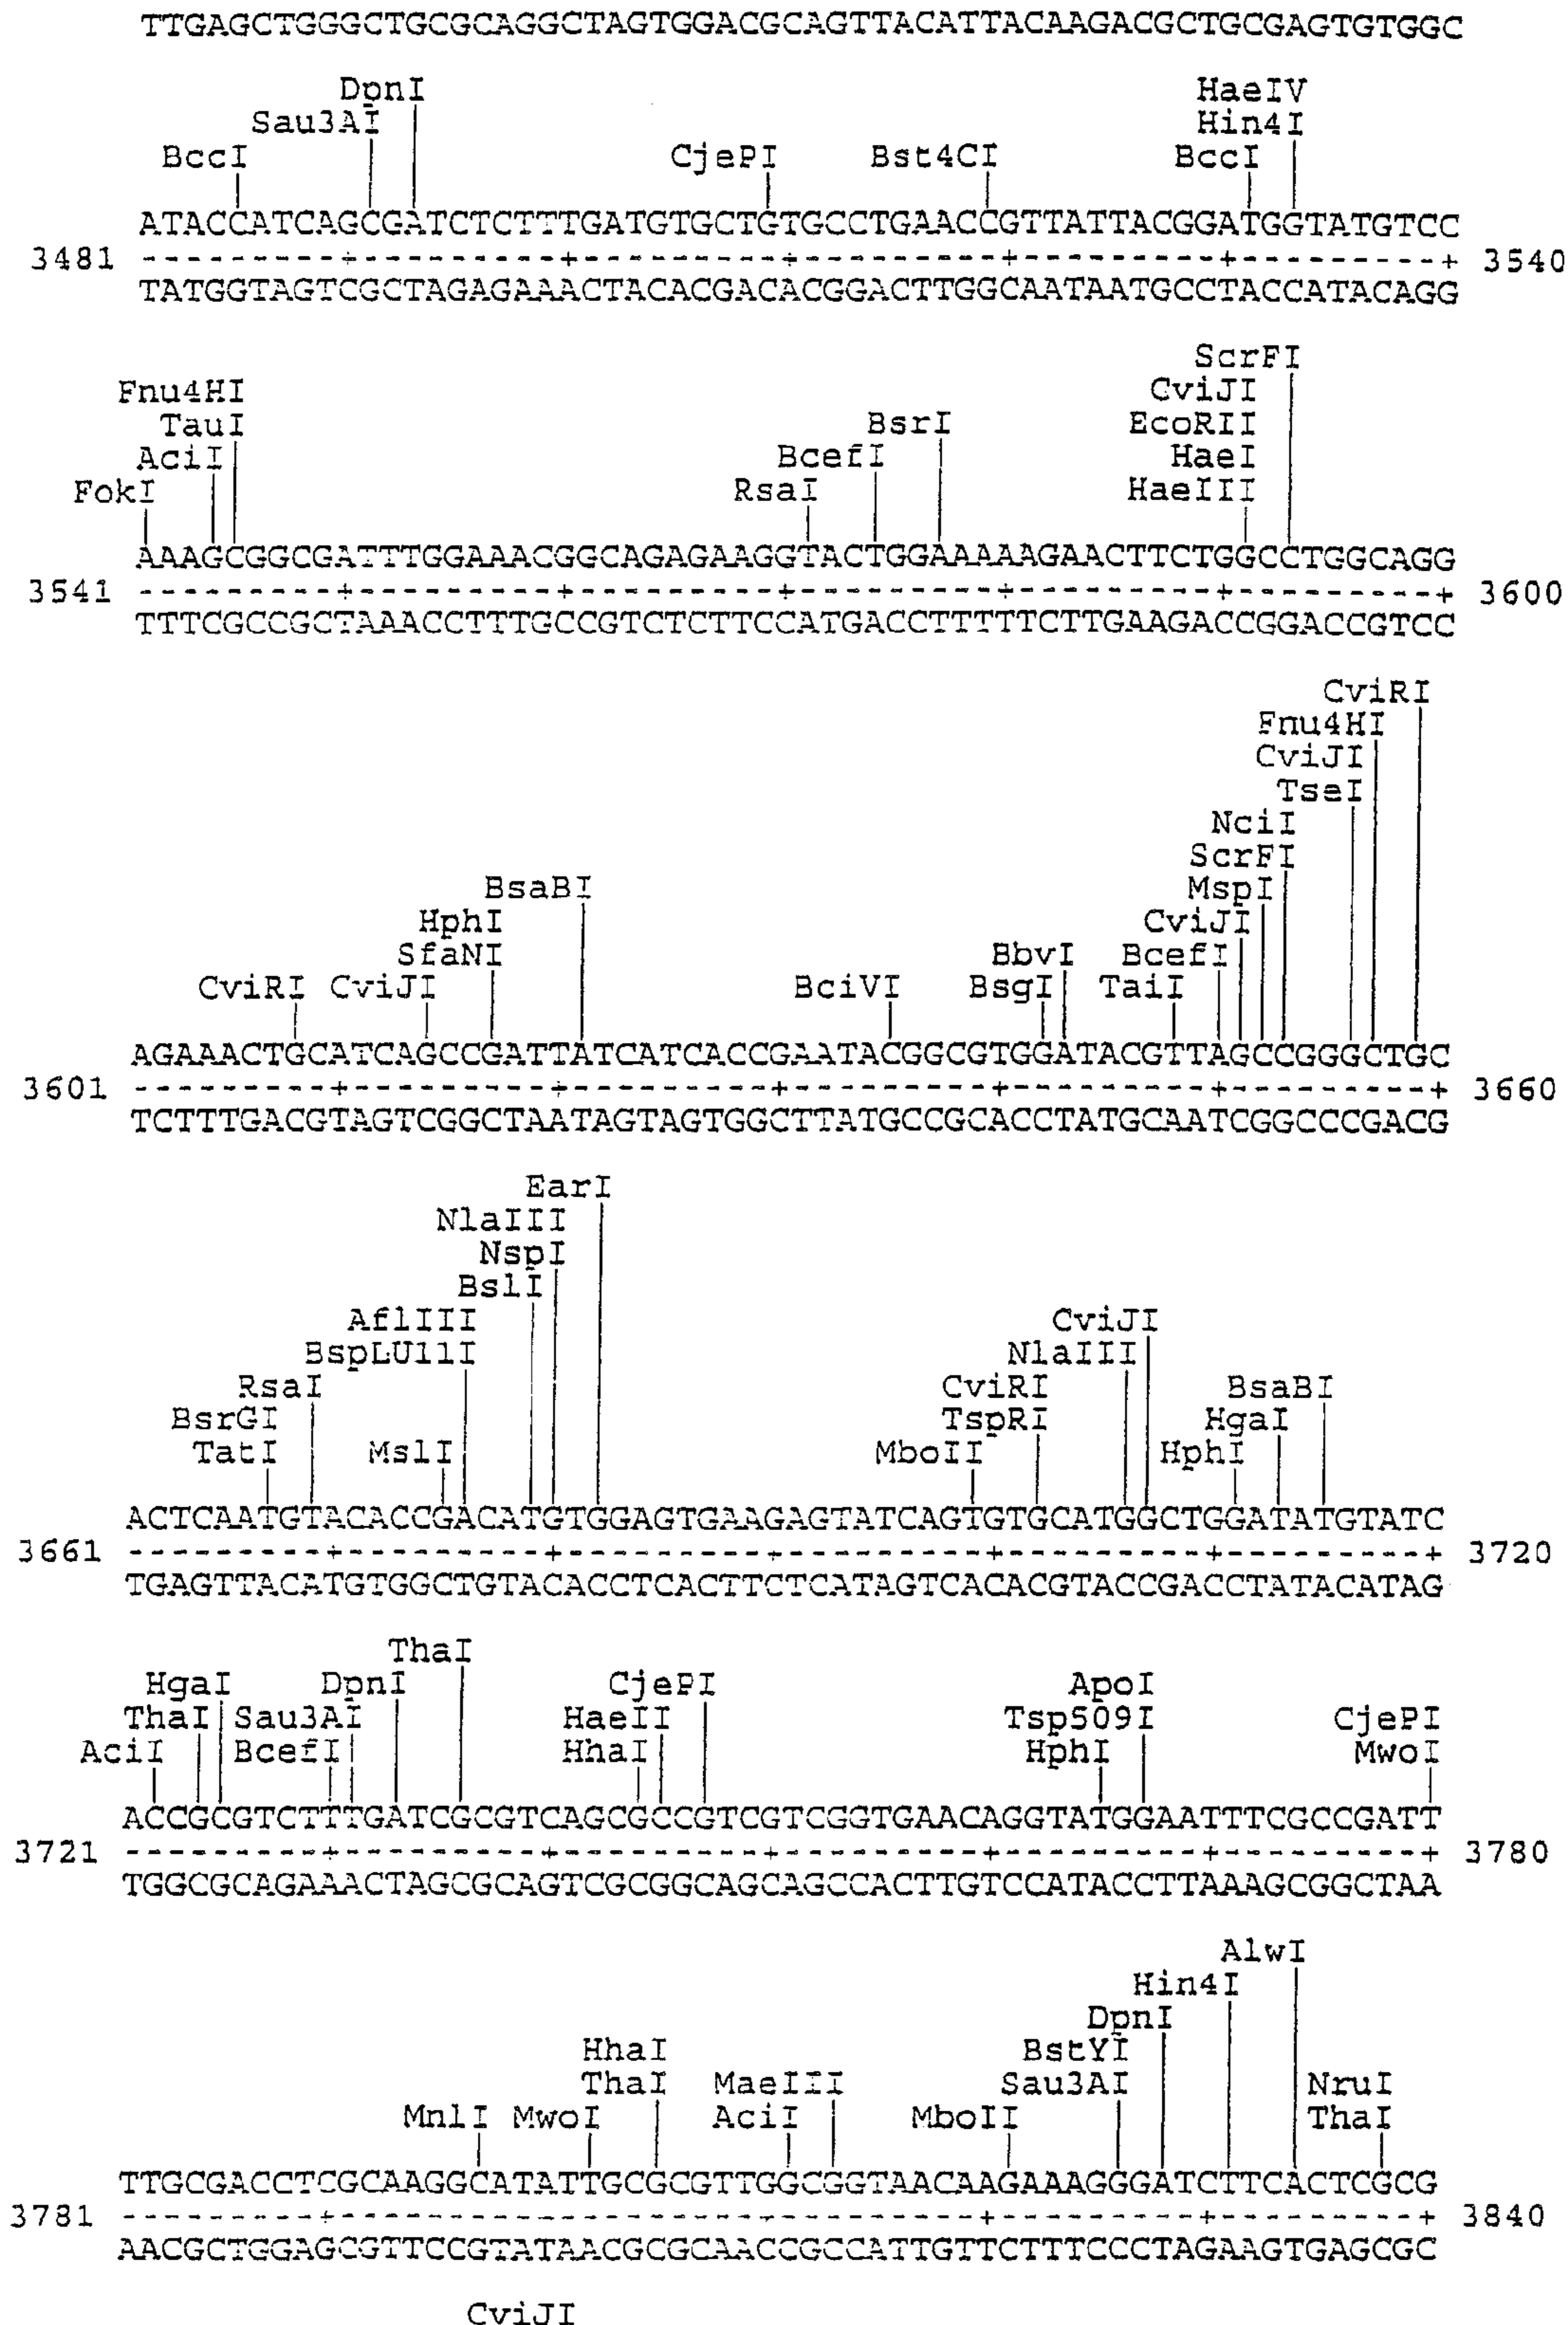 TTGAGCTGGGCTGCGCAGGCTAGTGGACGCAGTTACATTACAAGACGCTGCGAGTGTGGC
DpnI HaeIV
Sau3AI Hin4I
BccI CjePI Bst4CI BccI
ATACCATCAGCGATCTCTTTGATGTGCTGTGCCTGAACCGTTATTACGGATGGTATGTCC
3481 ---------+---------+---------+---------+---------+---------+ 3540
TATGGTAGTCGCTAGAGAAACTACACGACACGGACTTGGCAATAATGCCTACCATACAGG
ScrFI
Fnu4HI CviJI
TauI BsrI EcoRII
AciI BcefI HaeI
FokI RsaI HaeIII
AAAGCGGCGATTTGGAAACGGCAGAGAAGGTACTGGAAAAAGAACTTCTGGCCTGGCAGG
3541 ---------+---------+---------+---------+---------+---------+ 3600
TTTCGCCGCTAAACCTTTGCCGTCTCTTCCATGACCTTTTTCTTGAAGACCGGACCGTCC
CviRI
Fnu4HI
CviJI
TseI
NciI
ScrFI
BsaBI MspI
HphI CviJI
SfaNI BbvI BcefI
CviRI CviJI BciVI BsgI TaiI
AGAAACTGCATCAGCCGATTATCATCACCGAATACGGCGTGGATACGTTAGCCGGGCTGC
3601 ---------+---------+---------+---------+---------+---------+ 3660
TCTTTGACGTAGTCGGCTAATAGTAGTGGCTTATGCCGCACCTATGCAATCGGCCCGACG
EarI
NlaIII
NspI
BslI
AflIII CviJI
BspLU11I NlaIII
RsaI CviRI BsaBI
BsrGI TspRI HgaI
TatI MslI MboII HphI
ACTCAATGTACACCGACATGTGGAGTGAAGAGTATCAGTGTGCATGGCTGGATATGTATC
3661 ---------+---------+---------+---------+---------+---------+ 3720
TGAGTTACATGTGGCTGTACACCTCACTTCTCATAGTCACACGTACCGACCTATACATAG
ThaI
HgaI DpnI CjePI ApoI
ThaI Sau3AI HaeII Tsp509I CjePI
AciI BcefI HhaI HphI MwoI
ACCGCGTCTTTGATCGCGTCAGCGCCGTCGTCGGTGAACAGGTATGGAATTTCGCCGATT
3721 ---------+---------+---------+---------+---------+---------+ 3780
TGGCGCAGAAACTAGCGCAGTCGCGGCAGCAGCCACTTGTCCATACCTTAAAGCGGCTAA
AlwI
Hin4I
DpnI
HhaI BstYI
ThaI MaeIII Sau3AI NruI
MnlI MwoI AciI MboII ThaI
TTGCGACCTCGCAAGGCATATTGCGCGTTGGCGGTAACAAGAAAGGGATCTTCACTCGCG
3781 ---------+---------+---------+---------+---------+---------+ 3840
AACGCTGGAGCGTTCCGTATAACGCGCAACCGCCATTGTTCTTTCCCTAGAAGTGAGCGC
CviJI